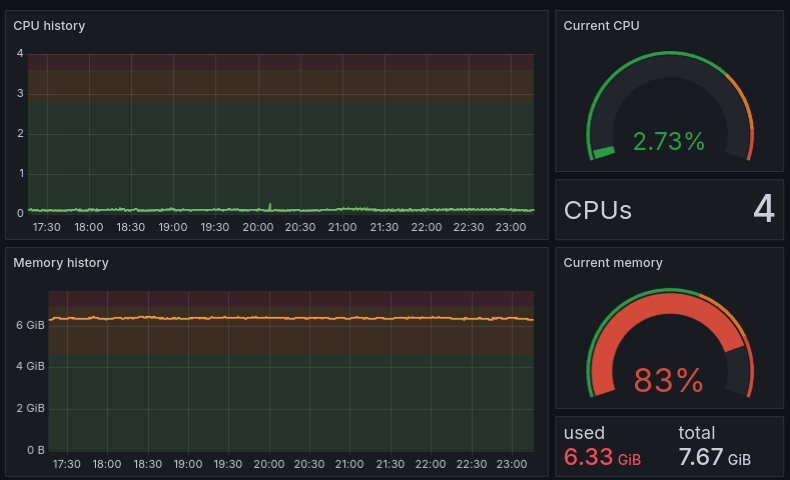 CPU history
4
3
2
1
0
17:30 18:00 18:30 19:00 19:30 20:00 20:30 21:00 21:30 22:00 22:30 23:00
Current CPU
2.73%
CPUs 4
Memory history
6 GiB
4 GiB
2 GiB
0 B
17:30 18:00 18:30 19:00 19:30 20:00 20:30 21:00 21:30 22:00 22:30 23:00
Current memory
83%
used total
6.33 GiB 7.67 GiB